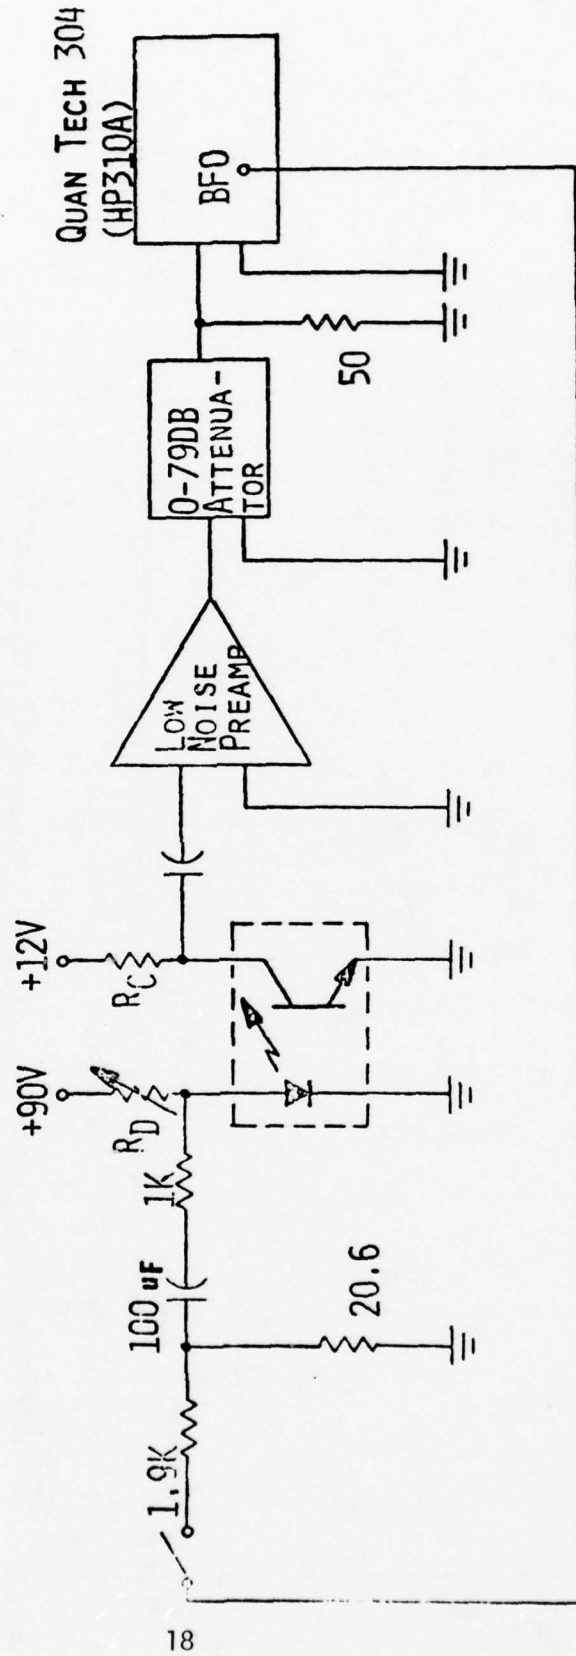 1.9K
100 uF
20.6
1K
RD
+90V
RC
+12V
LOW
NOISE
PREAMP
0-79DB
ATTENUA-
TOR
50
QUAN TECH 304
(HP310A)
BFO
18